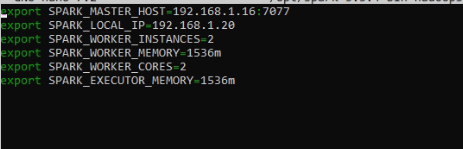 export SPARK_MASTER_HOST=192.168.1.16:7077
export SPARK_LOCAL_IP=192.168.1.20
export SPARK_WORKER_INSTANCES=2
export SPARK_WORKER_MEMORY=1536m
export SPARK_WORKER_CORES=2
export SPARK_EXECUTOR_MEMORY=1536m